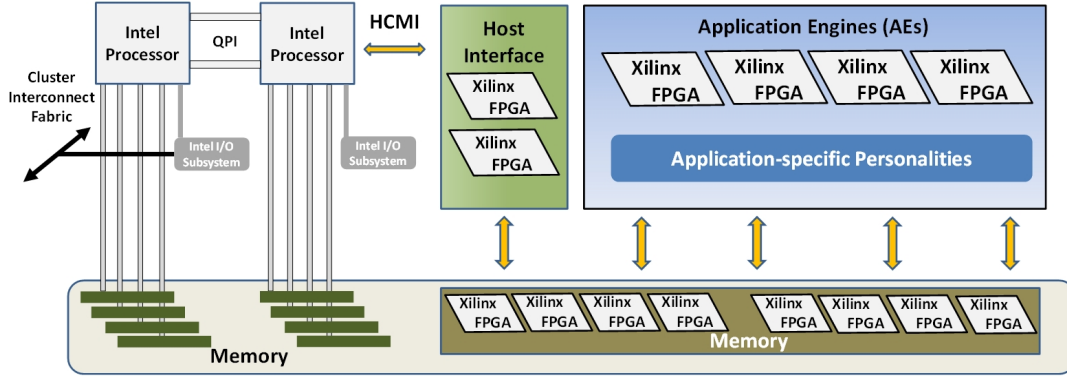 Intel
Processor
QPI
Intel
Processor
HCMI
Host
Interface
Xilinx
FPGA
Xilinx
FPGA
Application Engines (AEs)
Xilinx
FPGA
Xilinx
FPGA
Xilinx
FPGA
Xilinx
FPGA
Application-specific Personalities
Cluster
Interconnect
Fabric
Intel I/O
Subsystem
Intel I/O
Subsystem
Memory
Xilinx
FPGA
Xilinx
FPGA
Xilinx
FPGA
Xilinx
FPGA
Xilinx
FPGA
Xilinx
FPGA
Xilinx
FPGA
Xilinx
FPGA
Memory